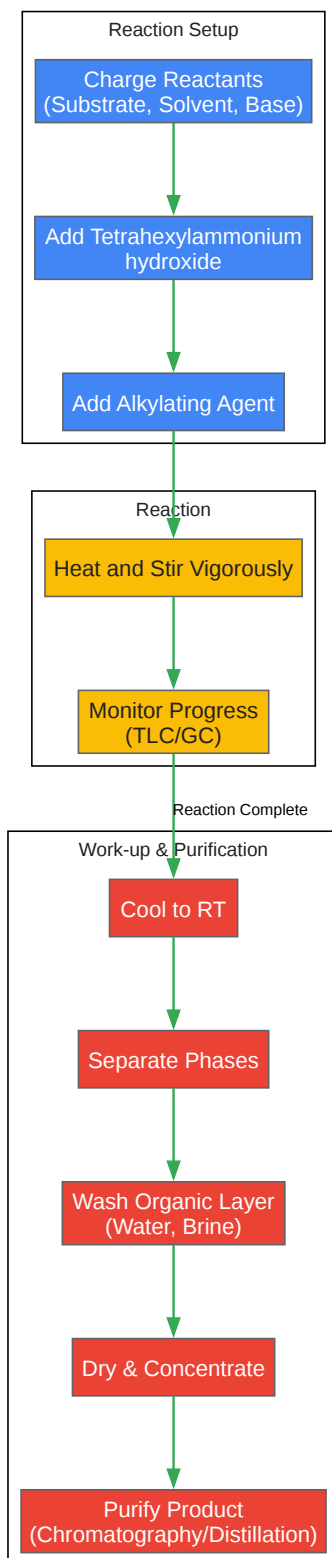 Reaction Setup
Charge Reactants
(Substrate, Solvent, Base)
Add Tetrahexylammonium
hydroxide
Add Alkylating Agent
Reaction
Heat and Stir Vigorously
Monitor Progress
(TLC/GC)
Reaction Complete
Work-up & Purification
Cool to RT
Separate Phases
Wash Organic Layer
(Water, Brine)
Dry & Concentrate
Purify Product
(Chromatography/Distillation)